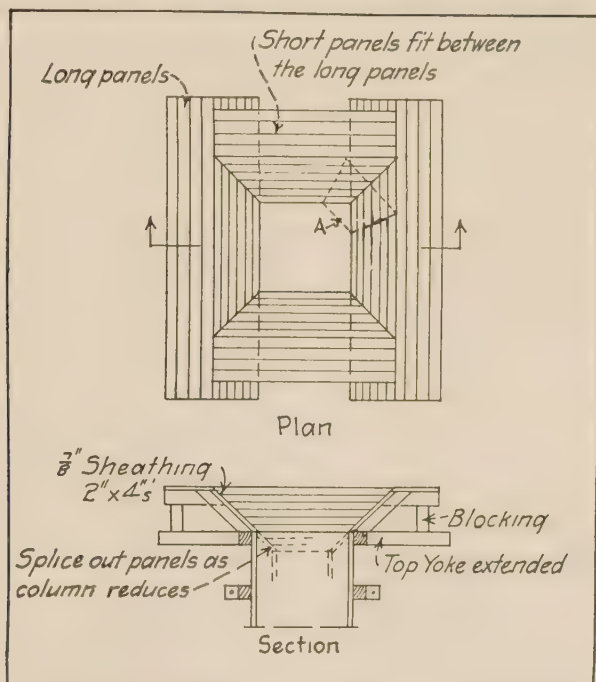 Short panels fit between
the long panels
Long panels
A
Plan
7/8" Sheathing
2"x4"s'
Blocking
Splice out panels as
column reduces
Top Yoke extended
Section